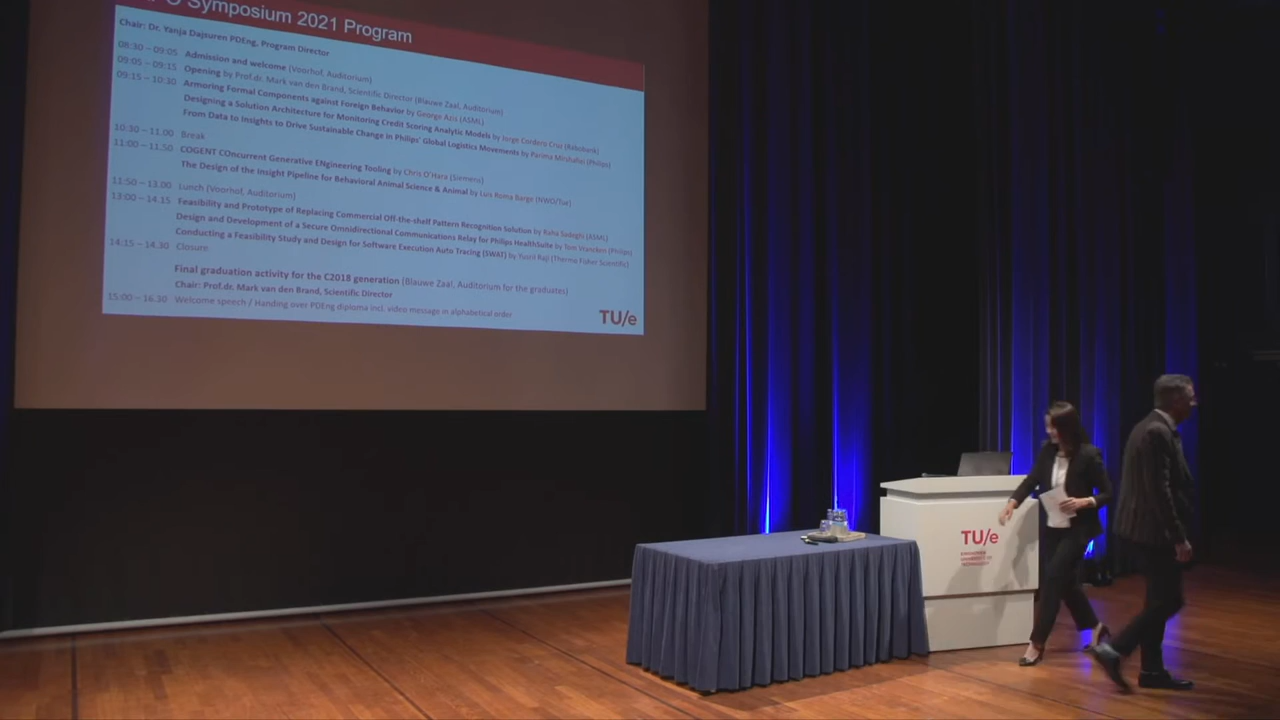 Symposium 2021 Program
Chair: Dr. Yanja Dajsuren PDEng, Program Director
08:30 – 09:05 Admission and welcome (Voorhof, Auditorium)
09:05 – 09:15 Opening by Prof.dr. Mark van den Brand, Scientific Director (Blauwe Zaal, Auditorium)
09:15 – 10:30 Armoring Formal Components against Foreign Behavior by George Azis (ASML)
Designing a Solution Architecture for Monitoring Credit Scoring Analytic Models by Jorge Cordero Cruz (Rabobank)
From Data to Insights to Drive Sustainable Change in Philips' Global Logistics Movements by Parima (Philips)
10:30 – 11.00 Break
11:00 – 11.50 COGENT COncurrent Generative ENgineering Tooling by Chris O'Hara (Siemens)
The Design of the Insight Pipeline for Behavioral Animal Science & Animal by Luis Roma Barge (NWO/Tue)
11:50 – 13.00 Lunch (Voorhof, Auditorium)
13:00 – 14.15 Feasibility and Prototype of Replacing Commercial Off-the-shelf Pattern Recognition Solution by Raha Sadeghi (ASML)
Design and Development of a Secure Omnidirectional Communications Relay for Philips HealthSuite by Tom (Philips)
Conducting a Feasibility Study and Design for Software Execution Auto Tracing (SWAT) by Yusril Raji (Thermo Fisher Scientific)
14:15 – 14.30 Closure
Final graduation activity for the C2018 generation (Blauwe Zaal, Auditorium for the graduates)
Chair: Prof.dr. Mark van den Brand, Scientific Director
15:00 – 16.30 Welcome speech / Handing over PDEng diploma incl. video message in alphabetical order
TU/e
TU/e
EINDHOVEN
UNIVERSITY OF
TECHNOLOGY